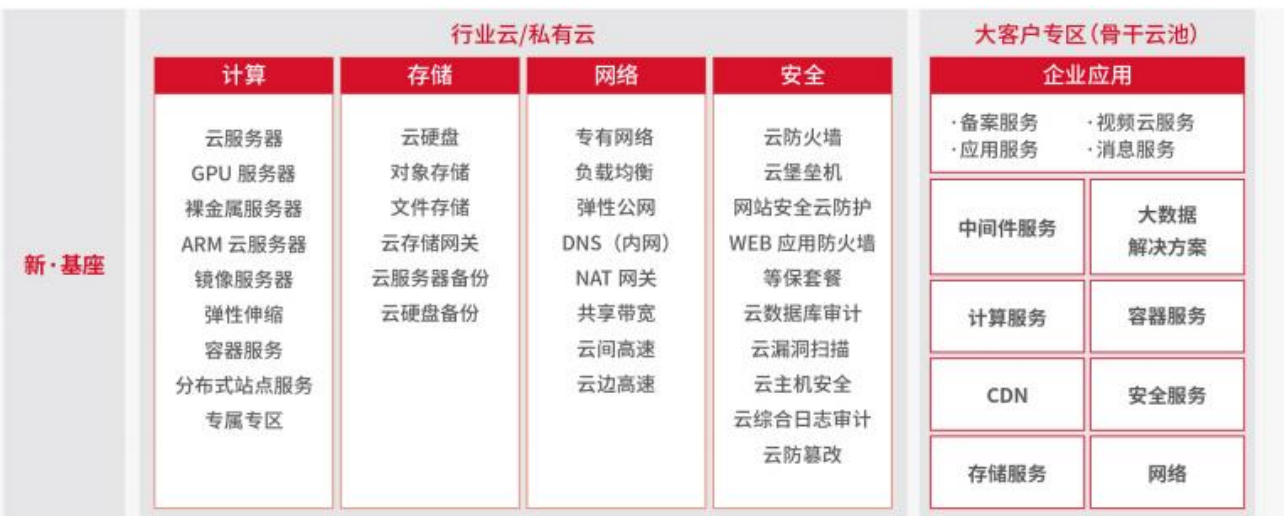 新·基座
行业云/私有云
计算
云服务器
GPU 服务器
裸金属服务器
ARM 云服务器
镜像服务器
弹性伸缩
容器服务
分布式站点服务
专属专区
存储
云硬盘
对象存储
文件存储
云存储网关
云服务器备份
云硬盘备份
网络
专有网络
负载均衡
弹性公网
DNS（内网）
NAT 网关
共享带宽
云间高速
云边高速
安全
云防火墙
云堡垒机
网站安全云防护
WEB 应用防火墙
等保套餐
云数据库审计
云漏洞扫描
云主机安全
云综合日志审计
云防篡改
大客户专区（骨干云池）
企业应用
·备案服务 ·视频云服务
·应用服务 ·消息服务
中间件服务
大数据
解决方案
计算服务
容器服务
CDN
安全服务
存储服务
网络